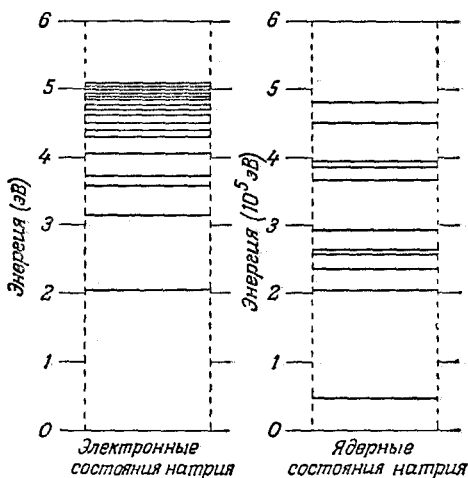 6
5
4
3
2
1
0
Энергия (эВ)
Электронные
состояния натрия
6
5
4
3
2
1
0
Энергия (10⁵ эВ)
Ядерные
состояния натрия